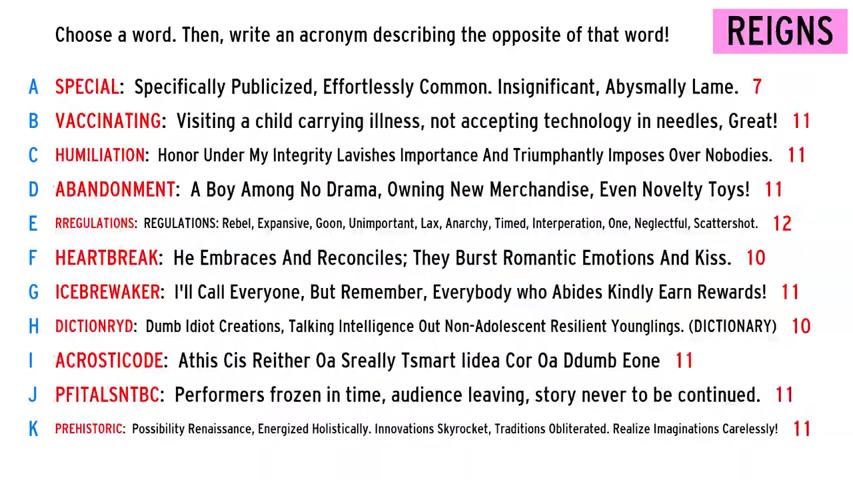 Choose a word. Then, write an acronym describing the opposite of that word!
REIGNS
A SPECIAL: Specifically Publicized, Effortlessly Common. Insignificant, Abysmally Lame. 7
B VACCINATING: Visiting a child carrying illness, not accepting technology in needles, Great! 11
C HUMILIATION: Honor Under My Integrity Lavishes Importance And Triumphantly Imposes Over Nobodies. 11
D ABANDONMENT: A Boy Among No Drama, Owning New Merchandise, Even Novelty Toys! 11
E RREGULATIONS: REGULATIONS: Rebel, Expansive, Goon, Unimportant, Lax, Anarchy, Timed, Interperation, One, Neglectful, Scattershot. 12
F HEARTBREAK: He Embraces And Reconciles; They Burst Romantic Emotions And Kiss. 10
G ICEBREWAKER: I'll Call Everyone, But Remember, Everybody who Abides Kindly Earn Rewards! 11
H DICTIONRYD: Dumb Idiot Creations, Talking Intelligence Out Non-Adolescent Resilient Younglings. (DICTIONARY) 10
I ACROSTICODE: Athis Cis Reither Oa Sreally Tsmart Iidea Cor Oa Ddumb Eone 11
J PFITALSNTBC: Performers frozen in time, audience leaving, story never to be continued. 11
K PREHISTORIC: Possibility Renaissance, Energized Holistically. Innovations Skyrocket, Traditions Obliterated. Realize Imaginations Carelessly! 11